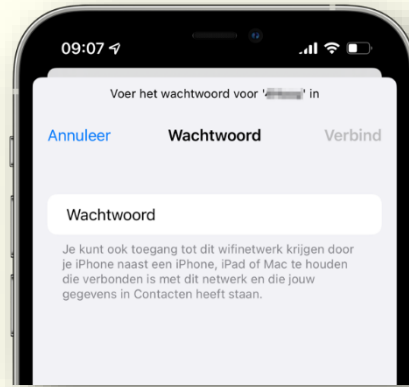 09:07
Voer het wachtwoord voor '' in
Annuleer Wachtwoord Verbind
Wachtwoord
Je kunt ook toegang tot dit wifinetwerk krijgen door
je iPhone naast een iPhone, iPad of Mac te houden
die verbonden is met dit netwerk en die jouw
gegevens in Contacten heeft staan.